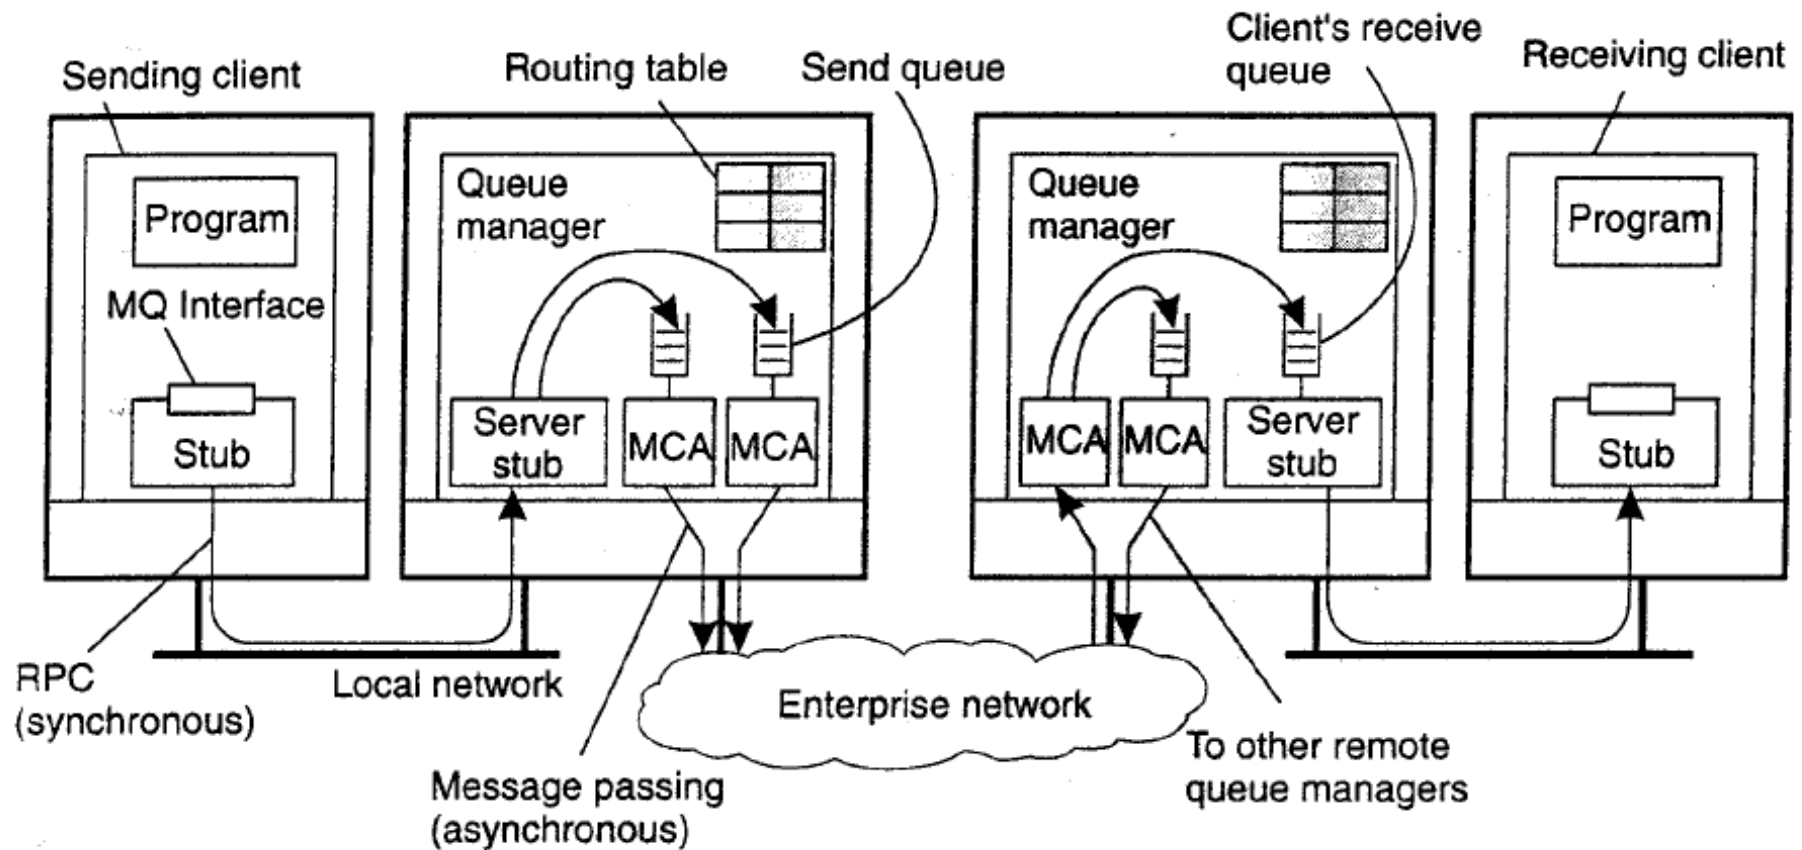 Sending client
Routing table
Send queue
Client's receive
queue
Receiving client
Program
MQ Interface
Stub
Queue
manager
Server
stub
MCA
MCA
Queue
manager
MCA
MCA
Server
stub
Program
Stub
RPC
(synchronous)
Local network
Message passing
(asynchronous)
Enterprise network
To other remote
queue managers